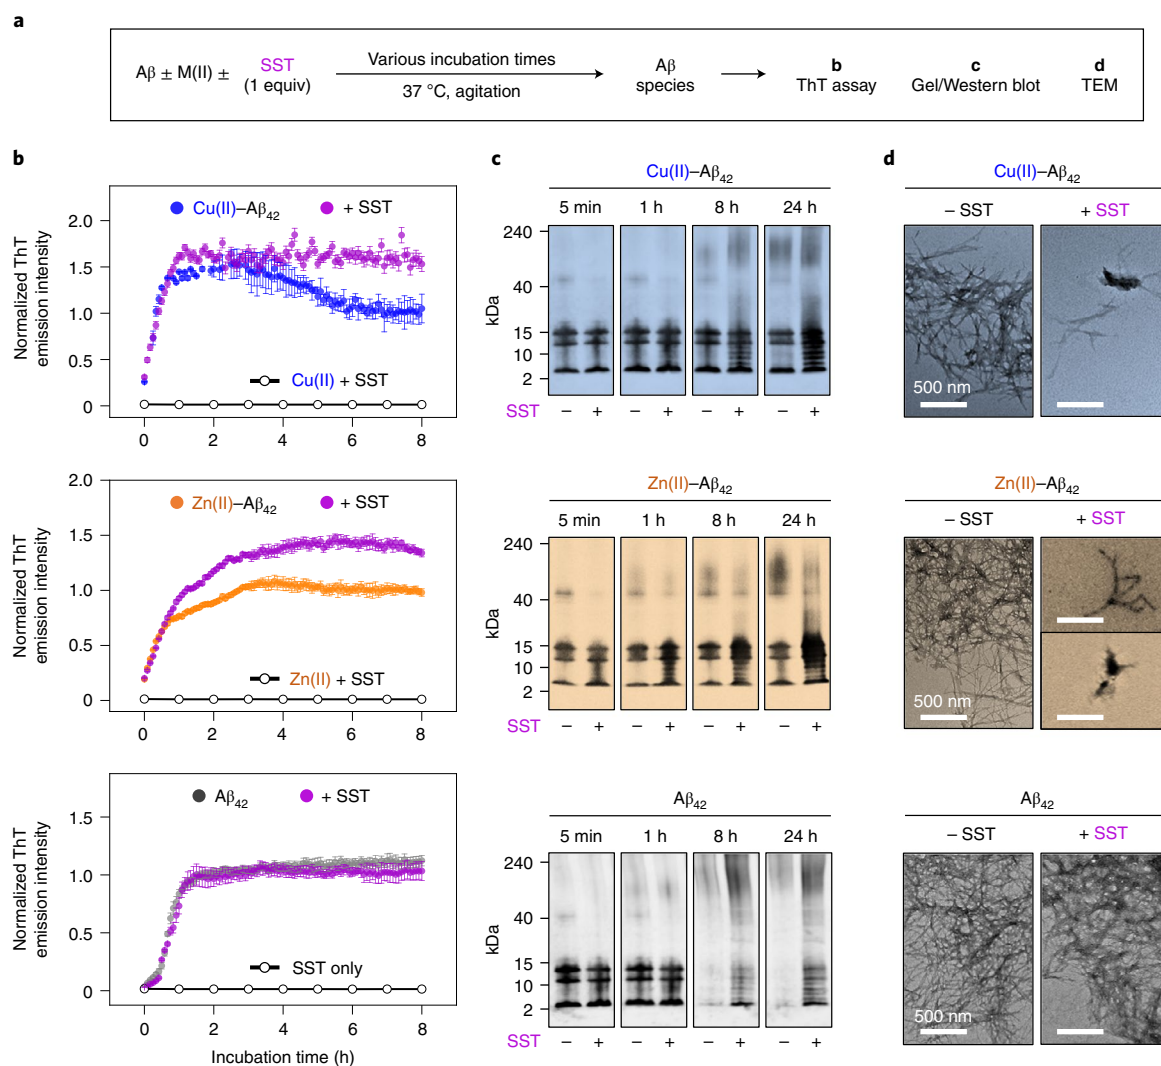 a
Aβ ± M(II) ± SST (1 equiv)
Various incubation times
37 °C, agitation
Aβ species
b ThT assay
c Gel/Western blot
d TEM
b
Normalized ThT emission intensity
Cu(II)–Aβ42
+ SST
2.0
1.5
1.0
0.5
0
Cu(II) + SST
0 2 4 6 8
Normalized ThT emission intensity
Zn(II)–Aβ42
+ SST
2.0
1.5
1.0
0.5
0
Zn(II) + SST
0 2 4 6 8
Normalized ThT emission intensity
Aβ42
+ SST
1.5
1.0
0.5
0
SST only
0 2 4 6 8
Incubation time (h)
c
Cu(II)–Aβ42
5 min 1 h 8 h 24 h
kDa
240
40
15
10
2
SST – + – + – + – +
Zn(II)–Aβ42
5 min 1 h 8 h 24 h
kDa
240
40
15
10
2
SST – + – + – + – +
Aβ42
5 min 1 h 8 h 24 h
kDa
240
40
15
10
2
SST – + – + – + – +
d
Cu(II)–Aβ42
– SST + SST
500 nm
Zn(II)–Aβ42
– SST + SST
500 nm
Aβ42
– SST + SST
500 nm